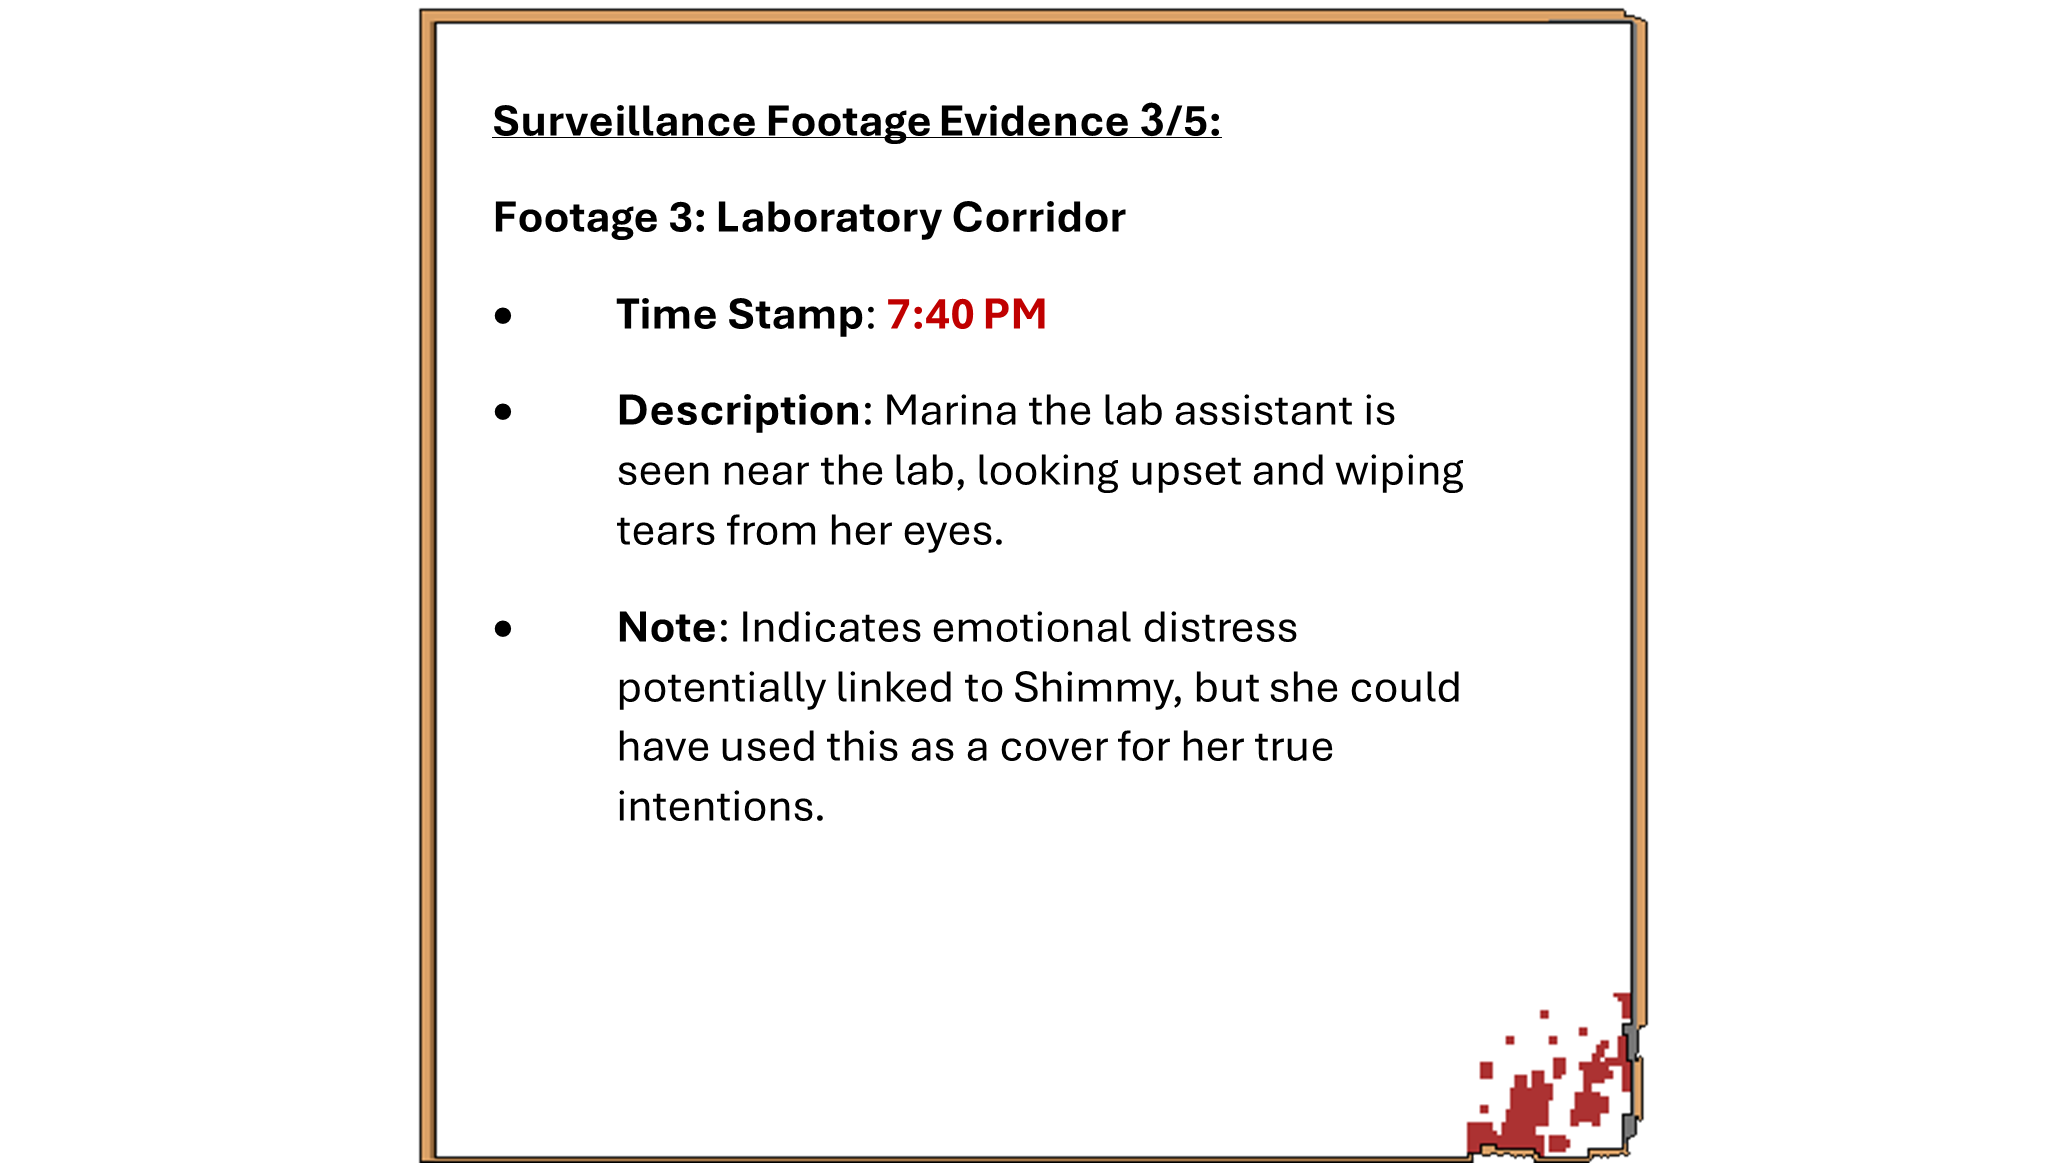 Surveillance Footage Evidence 3/5:
Footage 3: Laboratory Corridor
• Time Stamp: 7:40 PM
• Description: Marina the lab assistant is
seen near the lab, looking upset and wiping
tears from her eyes.
• Note: Indicates emotional distress
potentially linked to Shimmy, but she could
have used this as a cover for her true
intentions.